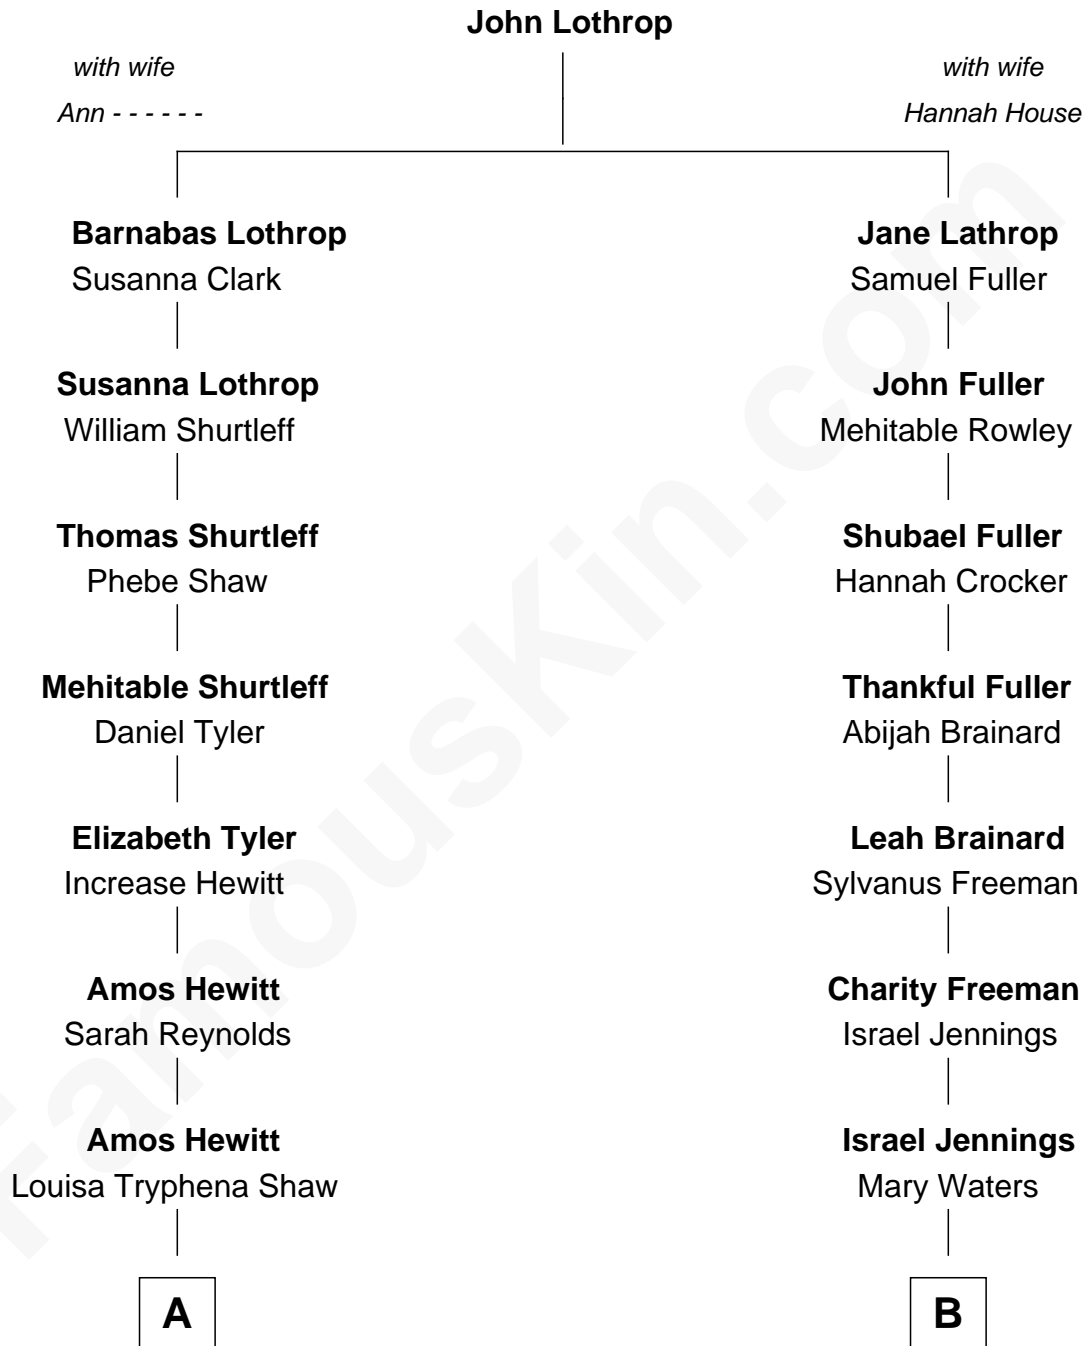 John Lothrop
with wife
Ann - - - - - -
with wife
Hannah House
Barnabas Lothrop
Susanna Clark
Jane Lathrop
Samuel Fuller
Susanna Lothrop
William Shurtleff
John Fuller
Mehitable Rowley
Thomas Shurtleff
Phebe Shaw
Shubael Fuller
Hannah Crocker
Mehitable Shurtleff
Daniel Tyler
Thankful Fuller
Abijah Brainard
Elizabeth Tyler
Increase Hewitt
Leah Brainard
Sylvanus Freeman
Amos Hewitt
Sarah Reynolds
Charity Freeman
Israel Jennings
Amos Hewitt
Louisa Tryphena Shaw
Israel Jennings
Mary Waters
A
B
FamousKin.com